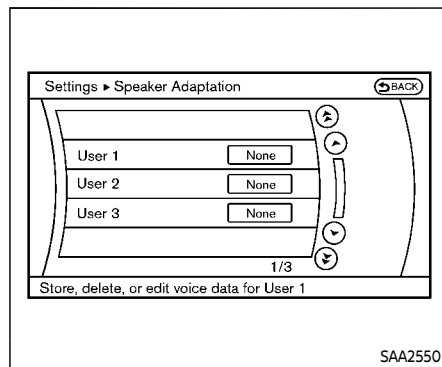 Settings ▸ Speaker Adaptation
BACK
User 1 None
User 2 None
User 3 None
1/3
Store, delete, or edit voice data for User 1
SAA2550